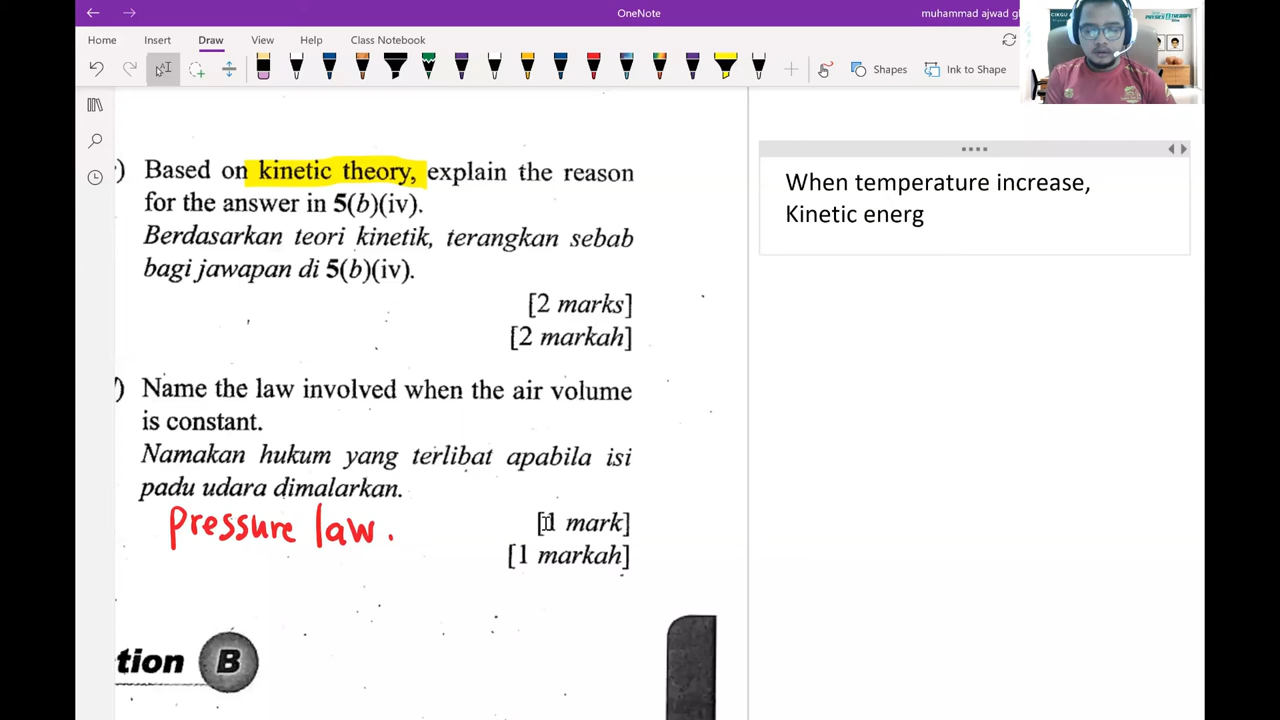 OneNote
muhammad ajwad
Home Insert Draw View Help Class Notebook
Shapes Ink to Shape
CIKGU
PHYSICS THERAPY
) Based on kinetic theory, explain the reason
for the answer in 5(b)(iv).
Berdasarkan teori kinetik, terangkan sebab
bagi jawapan di 5(b)(iv).
[2 marks]
[2 markah]
) Name the law involved when the air volume
is constant.
Namakan hukum yang terlibat apabila isi
padu udara dimalarkan.
Pressure law.
[1 mark]
[1 markah]
tion B
When temperature increase,
Kinetic energ